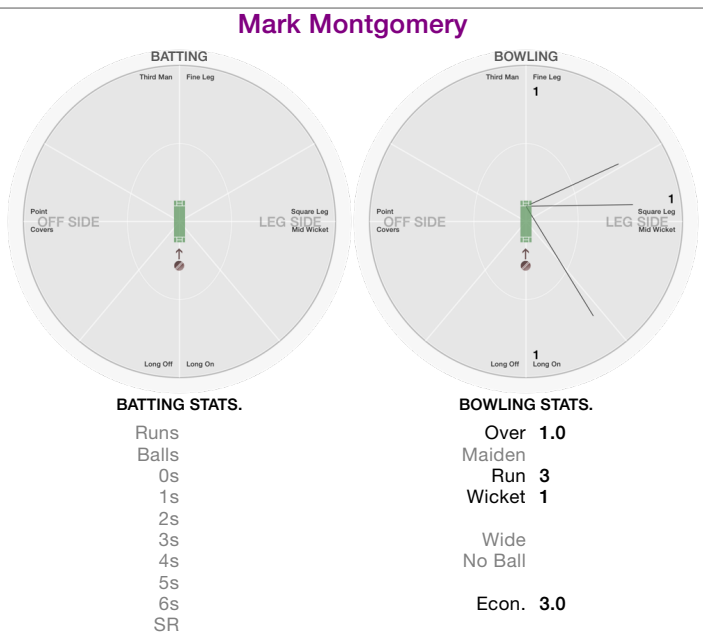 Mark Montgomery
BATTING
Third Man Fine Leg
Point
OFF SIDE
Covers
Square Leg
LEG SIDE
Mid Wicket
Long Off Long On
BOWLING
Third Man Fine Leg
1
1
Point
OFF SIDE
Covers
Square Leg
LEG SIDE
Mid Wicket
1
Long Off Long On
BATTING STATS.
Runs
Balls
0s
1s
2s
3s
4s
5s
6s
SR
BOWLING STATS.
Over 1.0
Maiden
Run 3
Wicket 1
Wide
No Ball
Econ. 3.0